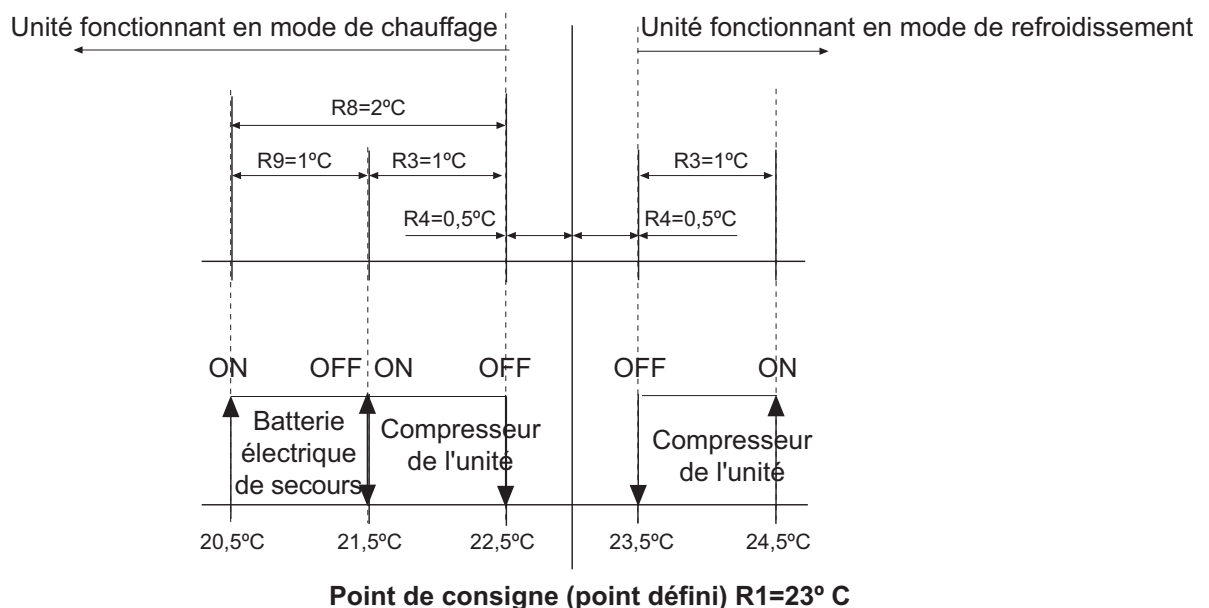 Unité fonctionnant en mode de chauffage
Unité fonctionnant en mode de refroidissement
R8=2ºC
R9=1ºC
R3=1ºC
R3=1ºC
R4=0,5ºC
R4=0,5ºC
ON
OFF
ON
OFF
OFF
ON
Batterie
électrique
de secours
Compresseur
de l'unité
Compresseur
de l'unité
20,5ºC
21,5ºC
22,5ºC
23,5ºC
24,5ºC
Point de consigne (point défini) R1=23º C